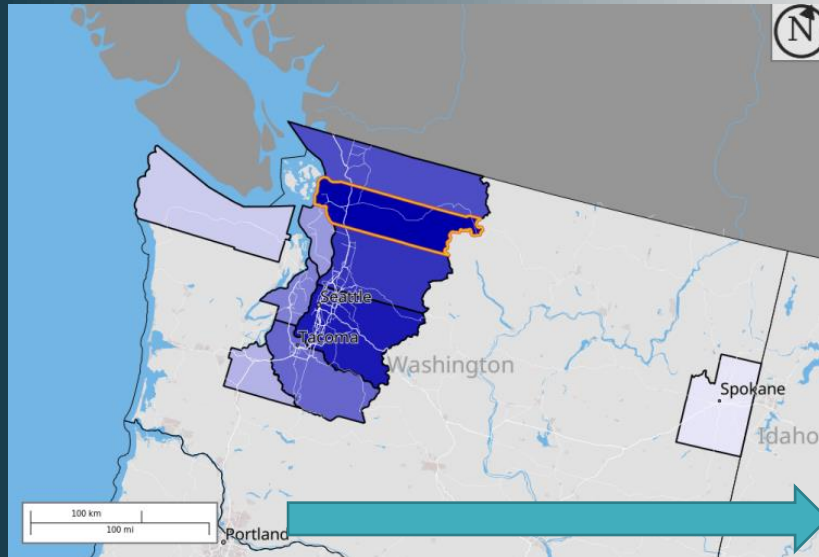 N
Seattle
Tacoma
Washington
Spokane
Idaho
100 km
100 mi
Portland